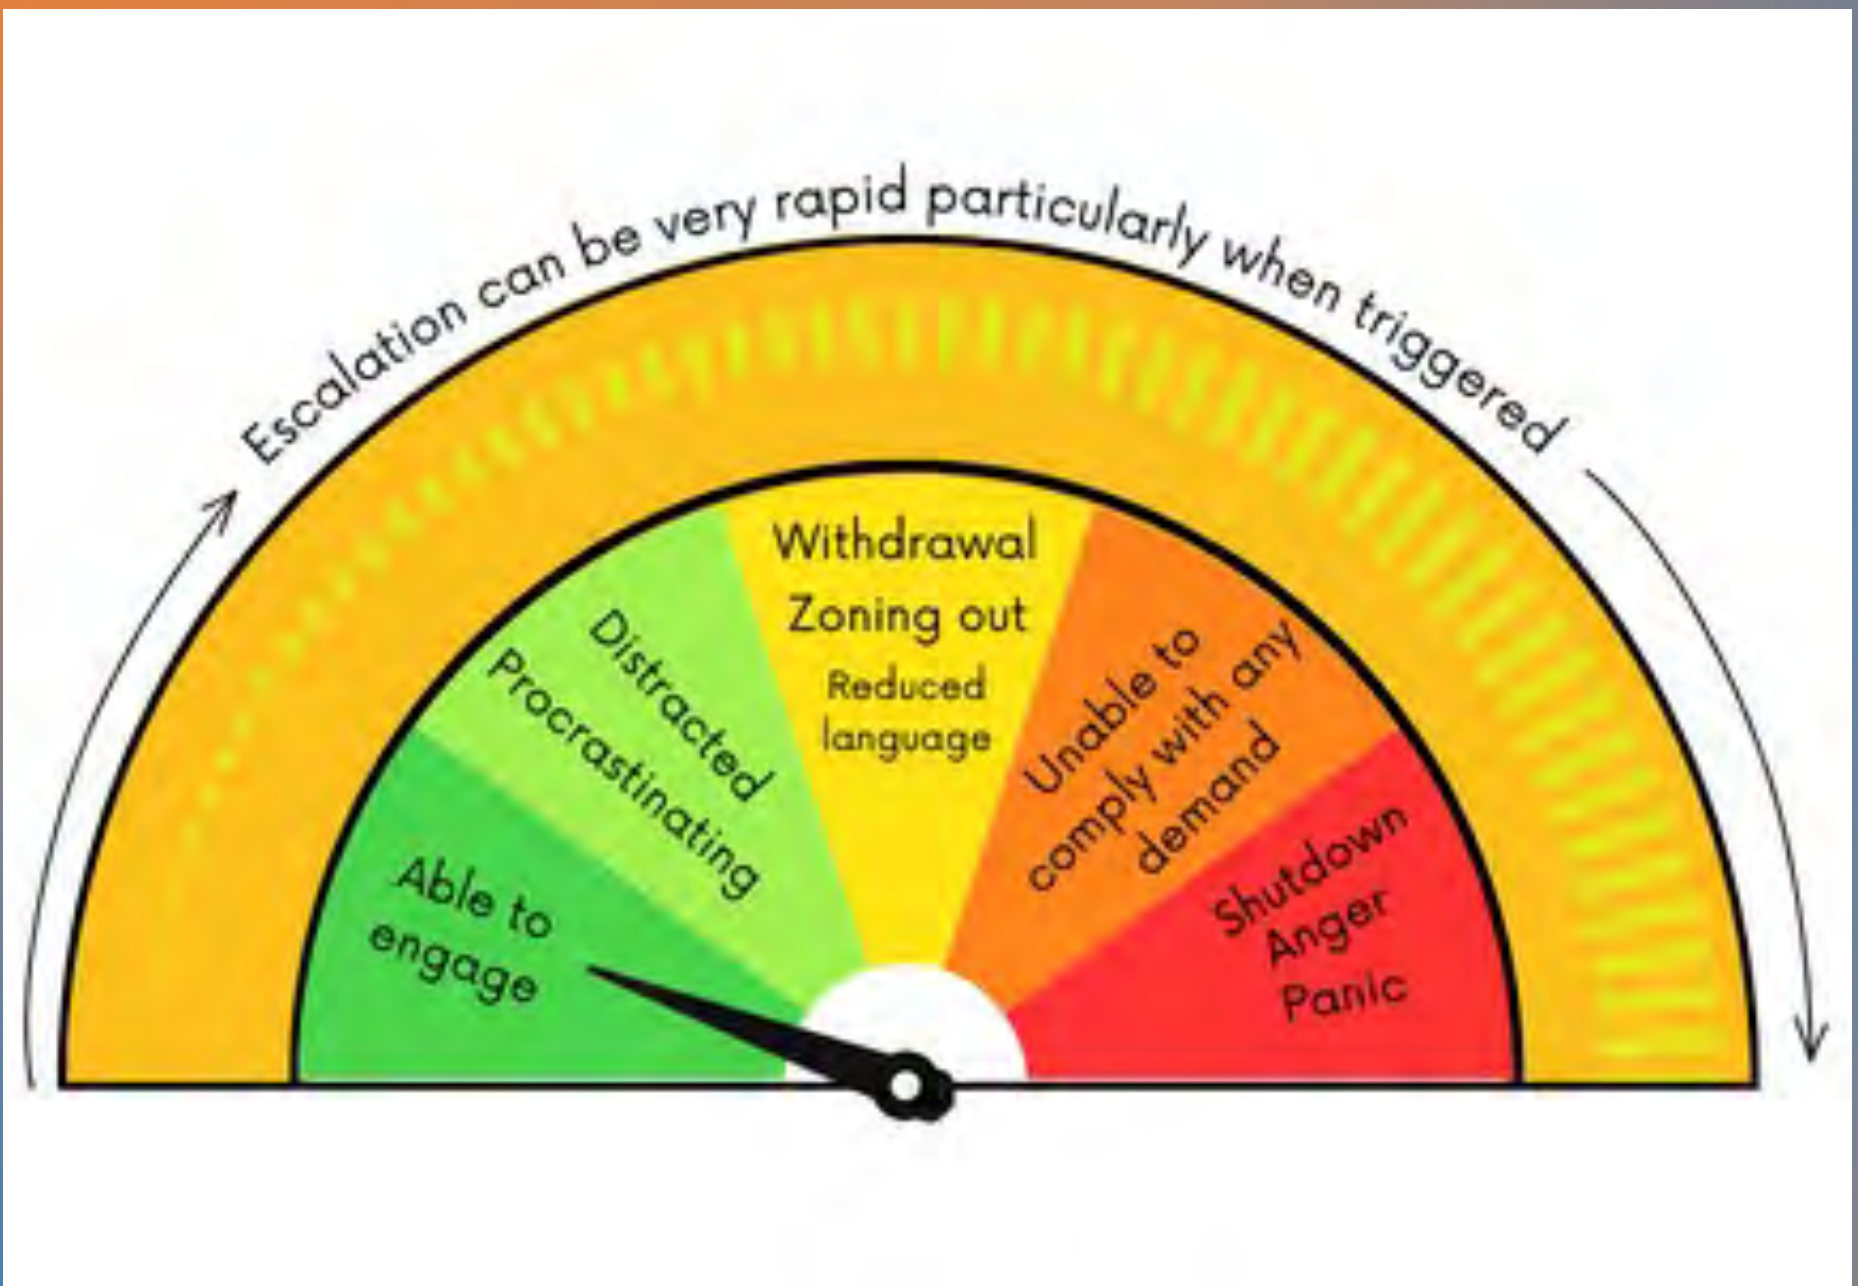 Escalation can be very rapid particularly when triggered
Able to
engage
Distracted
Procrastinating
Withdrawal
Zoning out
Reduced
language
Unable to
comply with any
demand
Shutdown
Anger
Panic